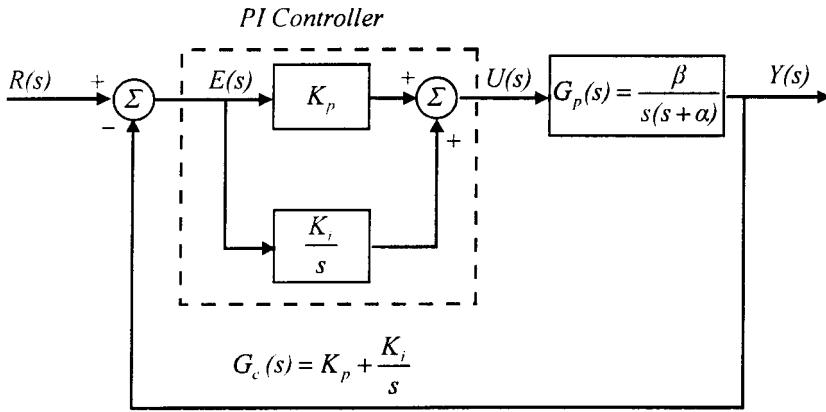 PI Controller
R(s)
+
Σ
−
E(s)
K_p
+
Σ
+
U(s)
G_p(s) = β / s(s + α)
Y(s)
K_i / s
G_c(s) = K_p + K_i / s